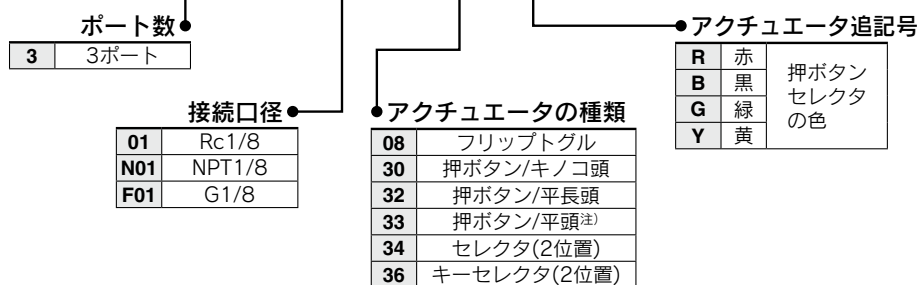 ポート数
3 3ポート
接続口径
01 Rc1/8
N01 NPT1/8
F01 G1/8
アクチュエータの種類
08 フリップトグル
30 押ボタン/キノコ頭
32 押ボタン/平長頭
33 押ボタン/平頭注)
34 セレクタ(2位置)
36 キーセレクタ(2位置)
アクチュエータ追記号
R 赤
B 黒
G 緑
Y 黄
押ボタン
セレクタ
の色